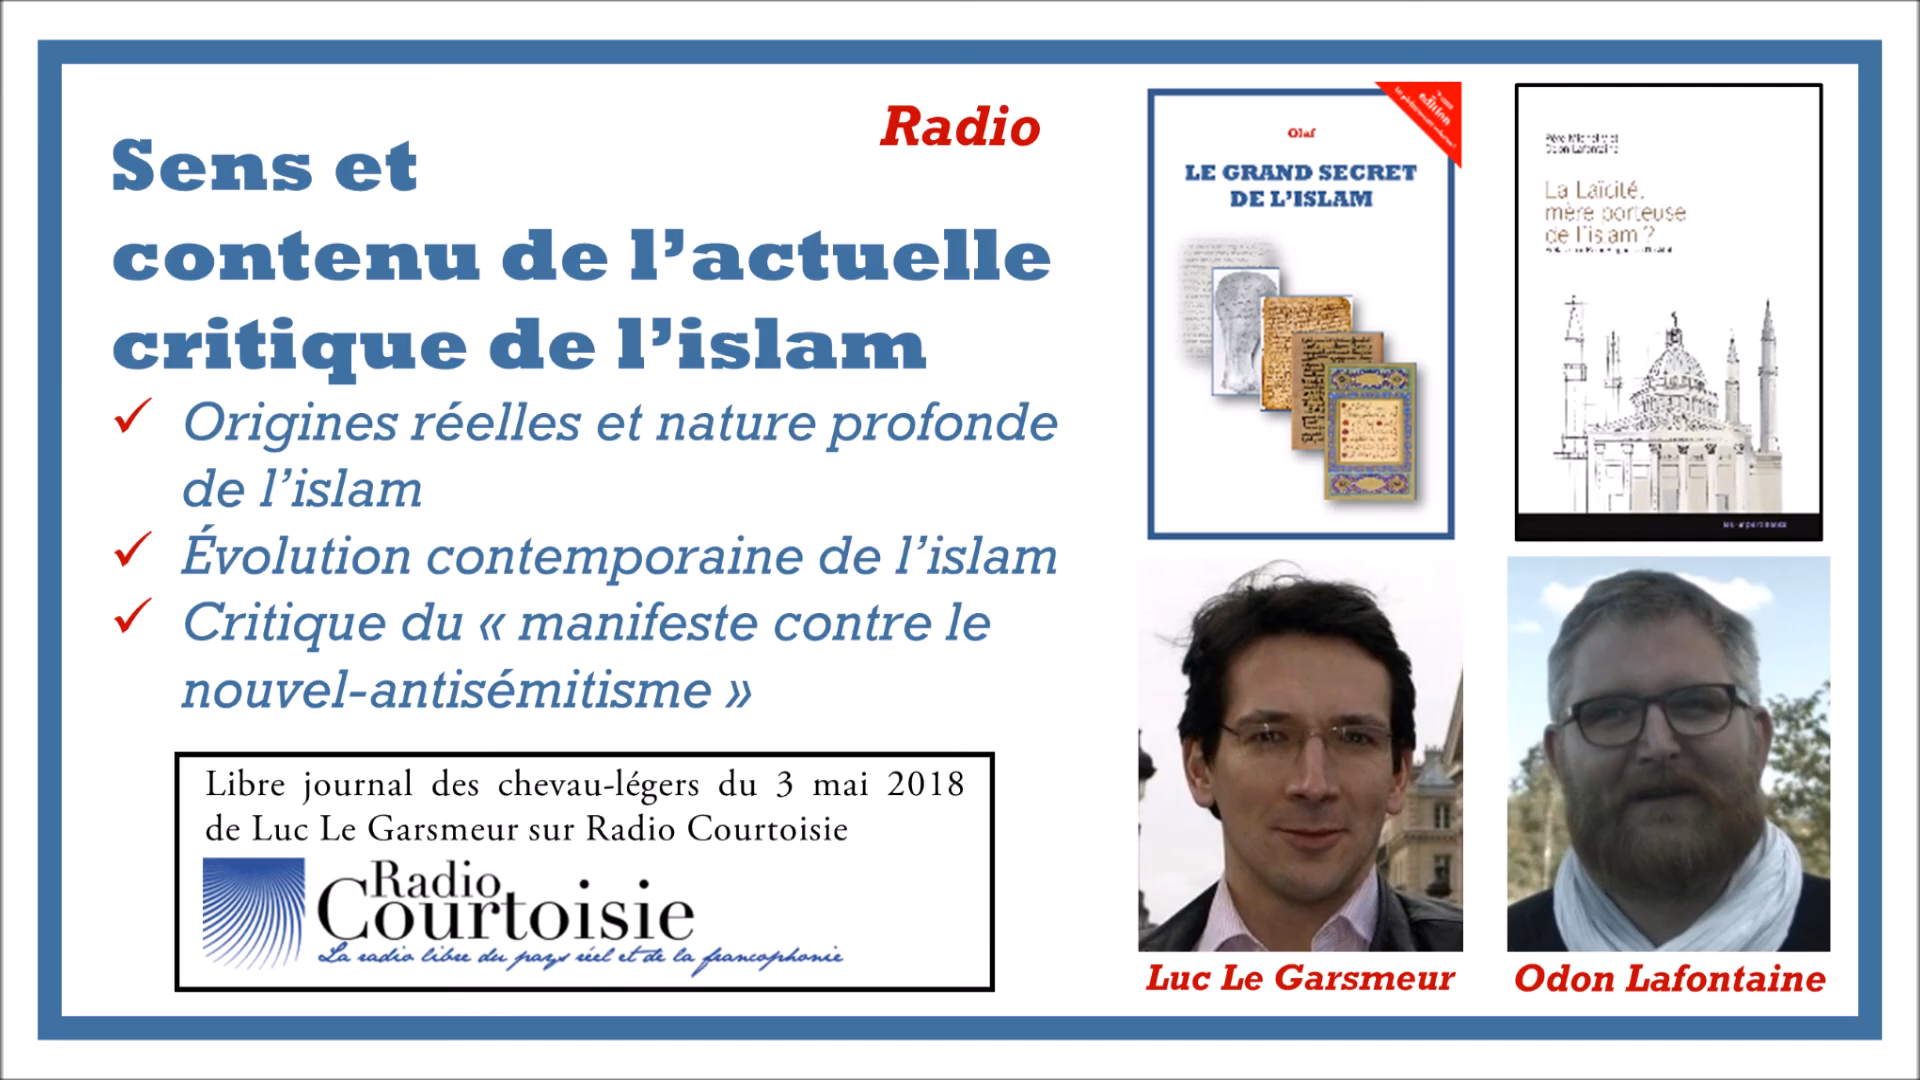 Radio
Sens et
contenu de l’actuelle
critique de l’islam
✓ Origines réelles et nature profonde
de l’islam
✓ Évolution contemporaine de l’islam
✓ Critique du « manifeste contre le
nouvel-antisémitisme »
Libre journal des chevau-légers du 3 mai 2018
de Luc Le Garsmeur sur Radio Courtoisie
Radio
Courtoisie
La radio libre du pays réel et de la francophonie
édition
Olaf
LE GRAND SECRET
DE L’ISLAM
Odon Lafontaine
La Laïcité,
mère porteuse
de l’islam ?
Luc Le Garsmeur
Odon Lafontaine